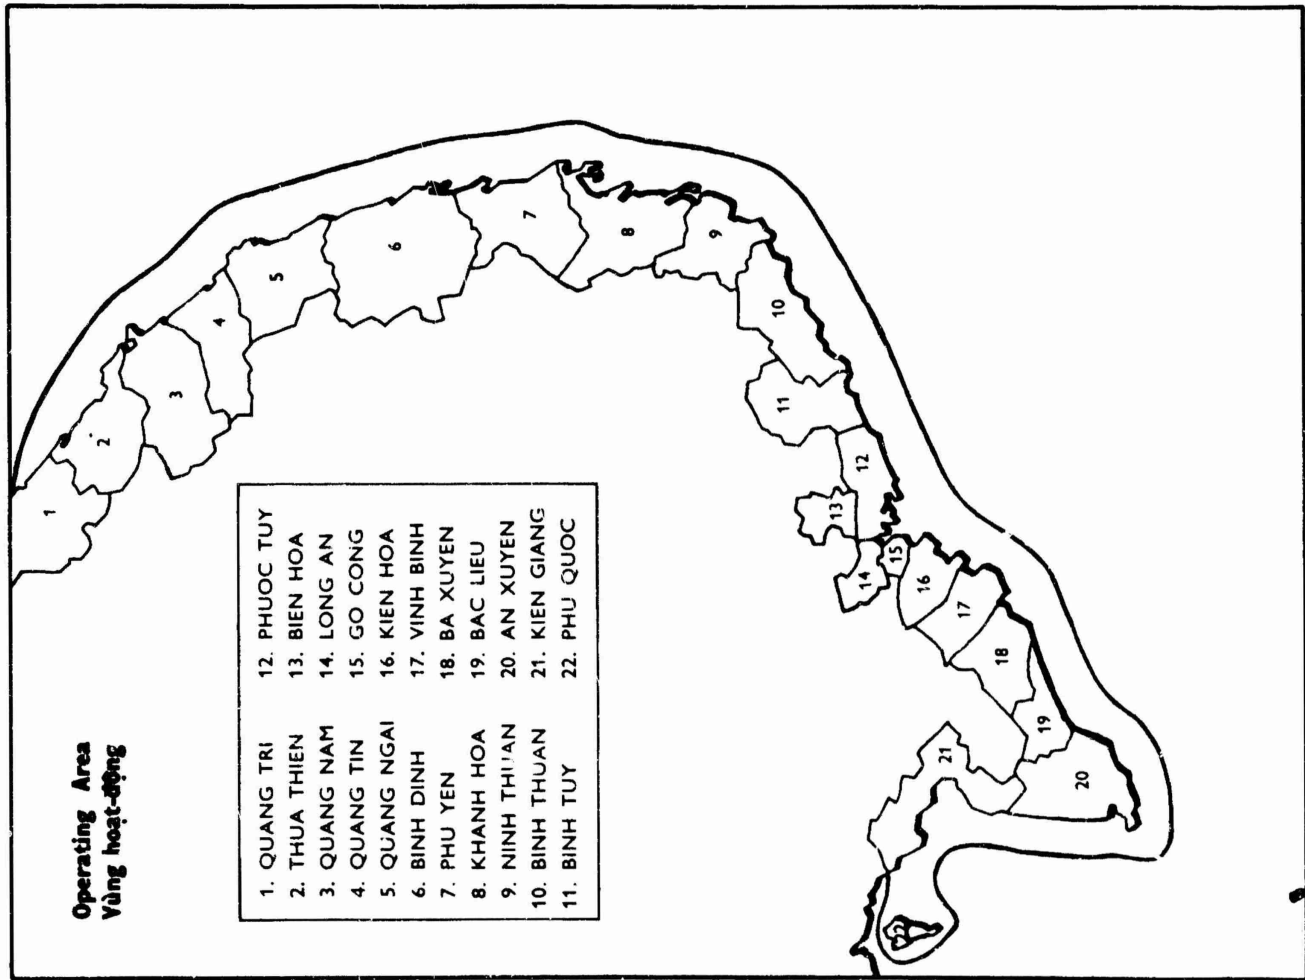 Operating Area
Vùng hoạt-động
1. QUANG TRI
2. THUA THIEN
3. QUANG NAM
4. QUANG TIN
5. QUANG NGAI
6. BINH DINH
7. PHU YEN
8. KHANH HOA
9. NINH THUAN
10. BINH THUAN
11. BINH TUY
12. PHUOC TUY
13. BIEN HOA
14. LONG AN
15. GO CONG
16. KIEN HOA
17. VINH BINH
18. BA XUYEN
19. BAC LIEU
20. AN XUYEN
21. KIEN GIANG
22. PHU QUOC
1
2
3
4
5
6
7
8
9
10
11
12
13
14
15
16
17
18
19
20
21
22